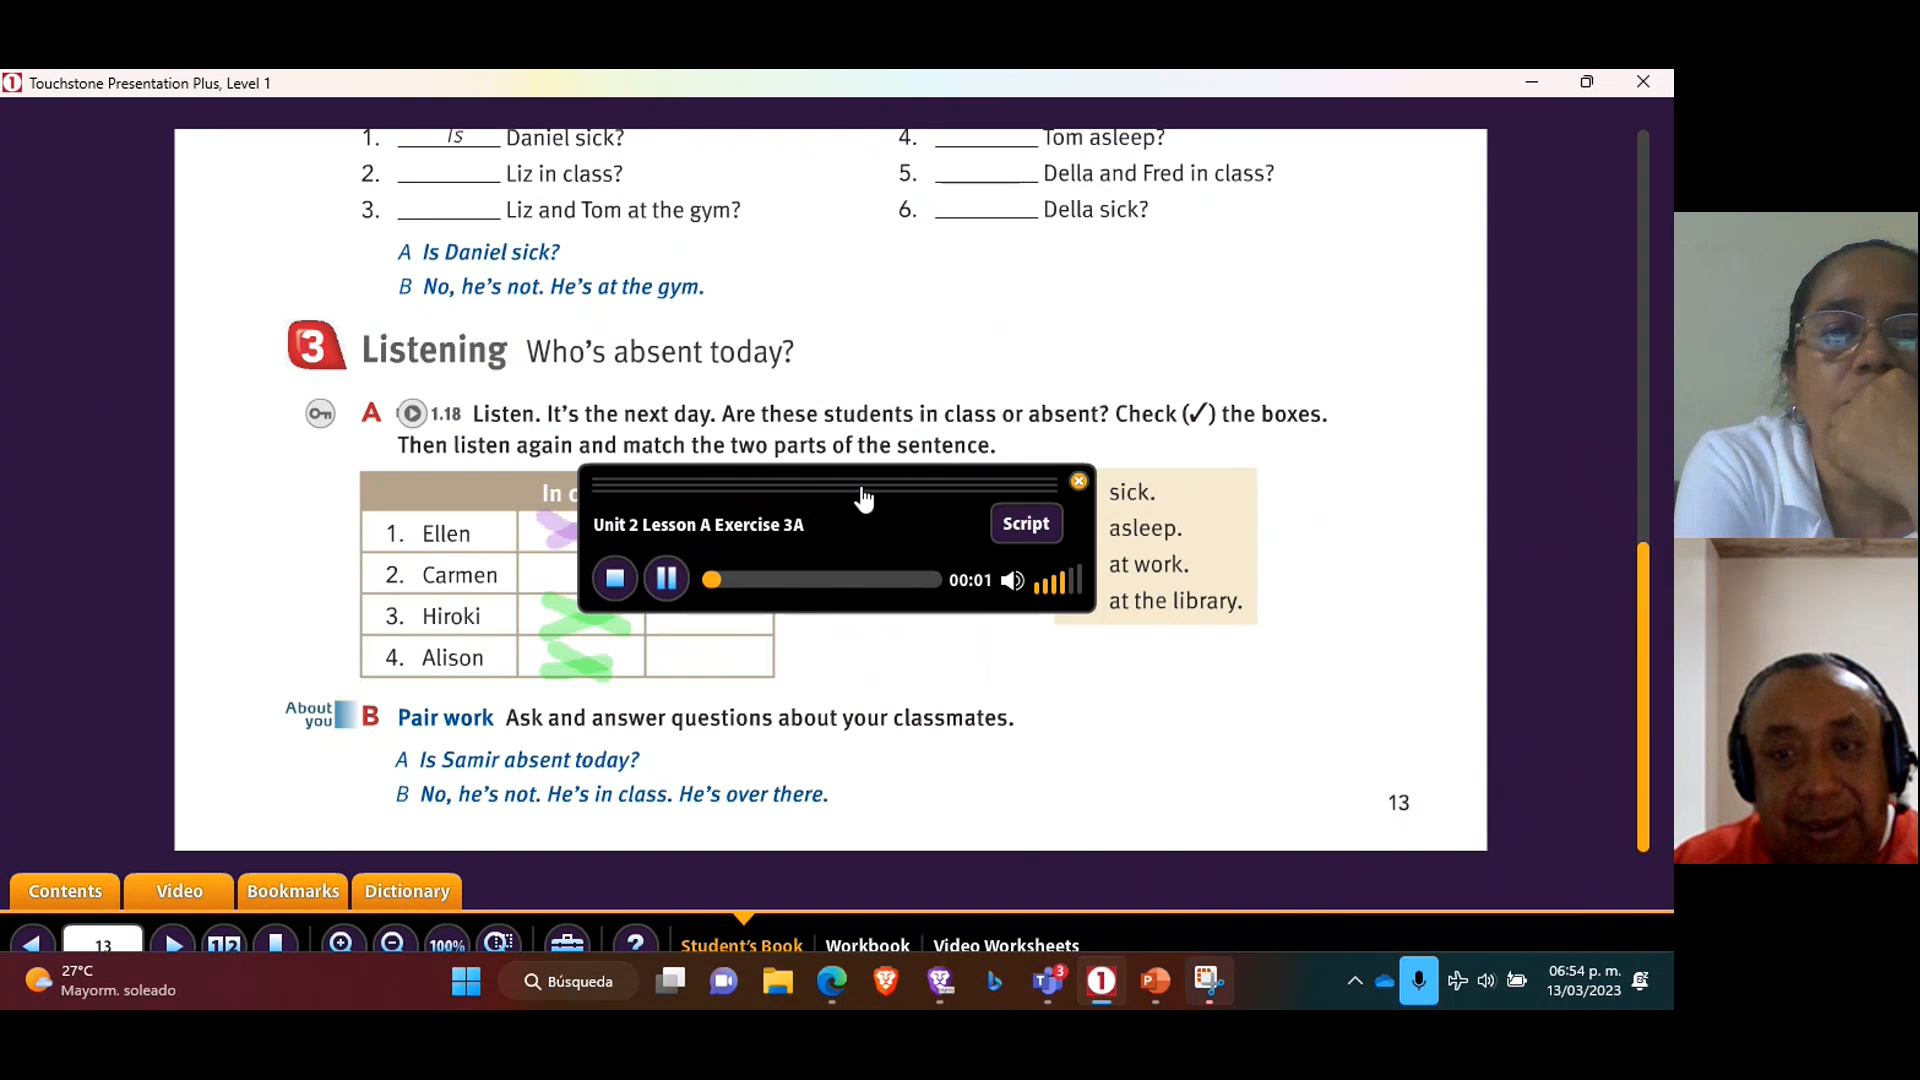 Touchstone Presentation Plus, Level 1
1. Is Daniel sick?
2. Liz in class?
3. Liz and Tom at the gym?
4. Tom asleep?
5. Della and Fred in class?
6. Della sick?
A Is Daniel sick?
B No, he's not. He's at the gym.
3 Listening Who's absent today?
A 1.18 Listen. It's the next day. Are these students in class or absent? Check (✓) the boxes.
Then listen again and match the two parts of the sentence.
In c
1. Ellen
2. Carmen
3. Hiroki
4. Alison
Unit 2 Lesson A Exercise 3A
Script
00:01
sick.
asleep.
at work.
at the library.
About you B Pair work Ask and answer questions about your classmates.
A Is Samir absent today?
B No, he's not. He's in class. He's over there.
13
Contents Video Bookmarks Dictionary
13 12 100% ? Student's Book Workbook Video Worksheets
27°C
Mayorm. soleado
Búsqueda
3
06:54 p. m.
13/03/2023